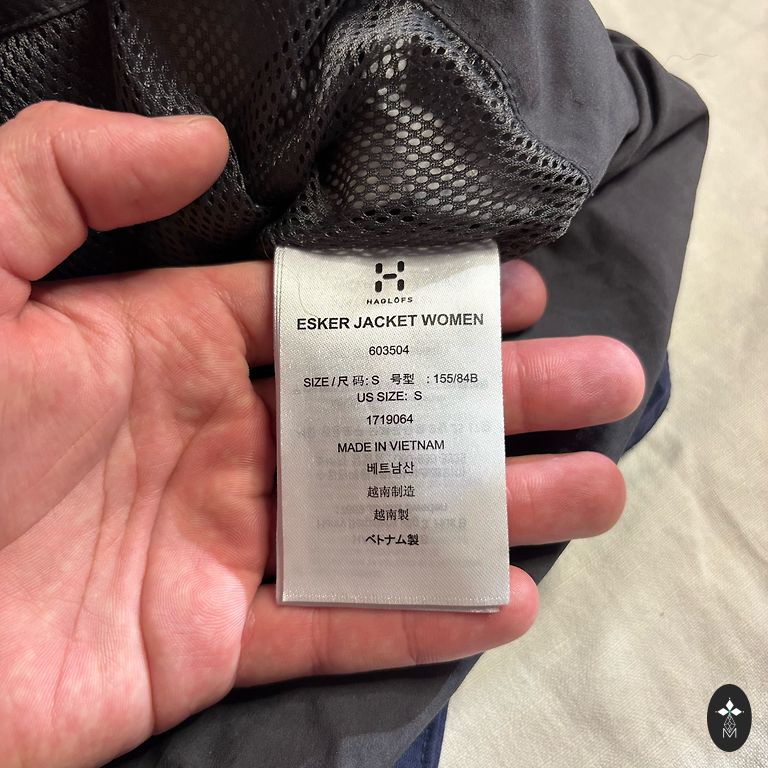 HAGLÖFS
ESKER JACKET WOMEN
603504
SIZE / 尺 码: S 号型 : 155/84B
US SIZE: S
1719064
MADE IN VIETNAM
베트남산
越南制造
越南製
ベトナム製
M